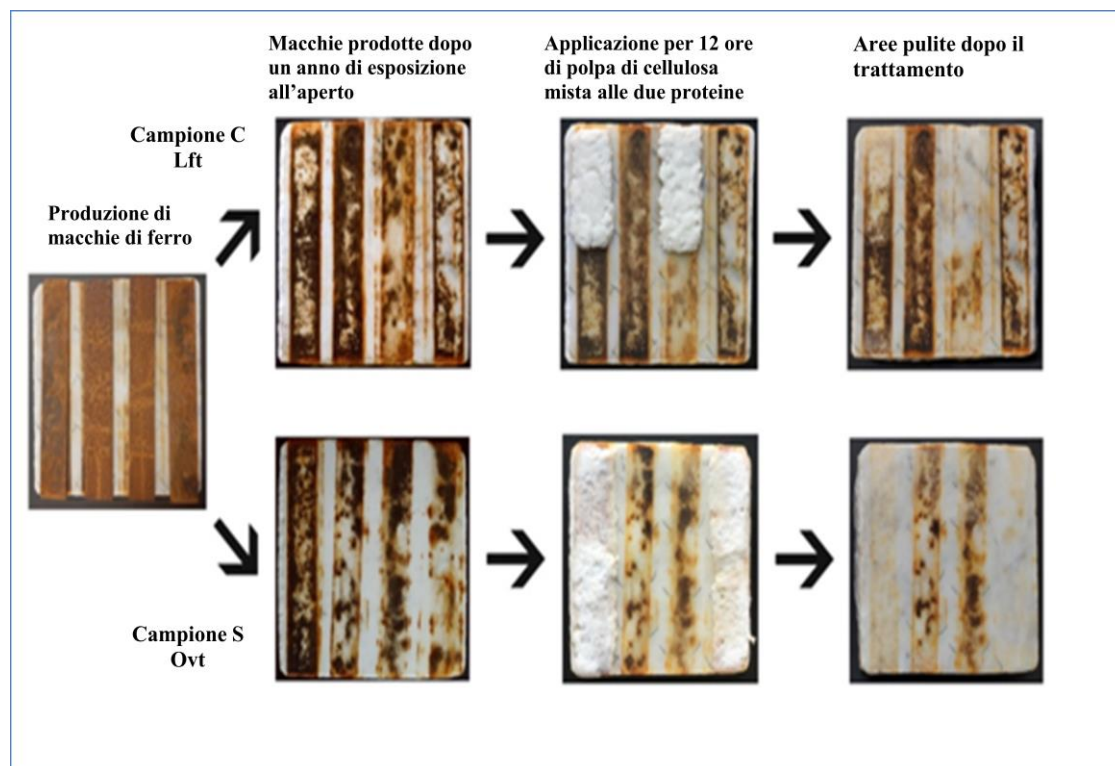 Macchie prodotte dopo
un anno di esposizione
all’aperto
Applicazione per 12 ore
di polpa di cellulosa
mista alle due proteine
Aree pulite dopo il
trattamento
Campione C
Lft
Produzione di
macchie di ferro
Campione S
Ovt